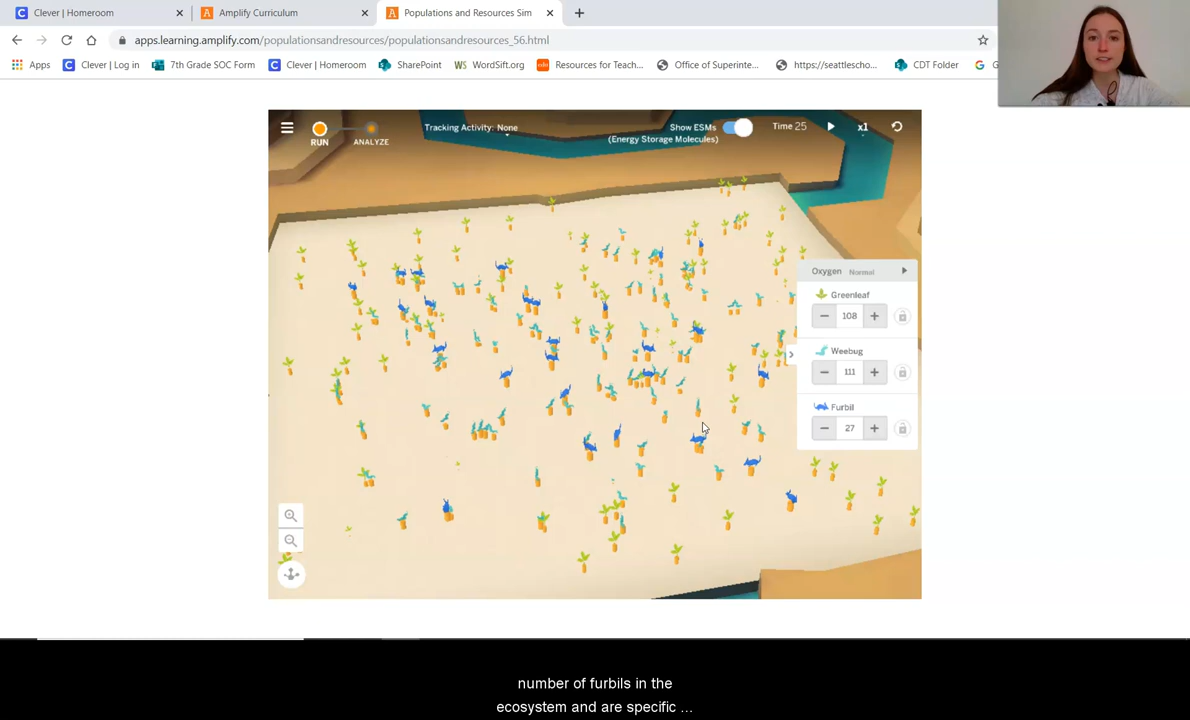 Clever | Homeroom
Amplify Curriculum
Populations and Resources Sim
apps.learning.amplify.com/populationsandresources/populationsandresources_56.html
Apps
Clever | Log in
7th Grade SOC Form
Clever | Homeroom
SharePoint
WS WordSift.org
Resources for Teach...
Office of Superinte...
https://seattlescho...
CDT Folder
RUN
ANALYZE
Tracking Activity: None
Show ESMs
(Energy Storage Molecules)
Time 25
x1
Oxygen Normal
Greenleaf
− 108 +
Weebug
− 111 +
Furbil
− 27 +
number of furbils in the
ecosystem and are specific ...